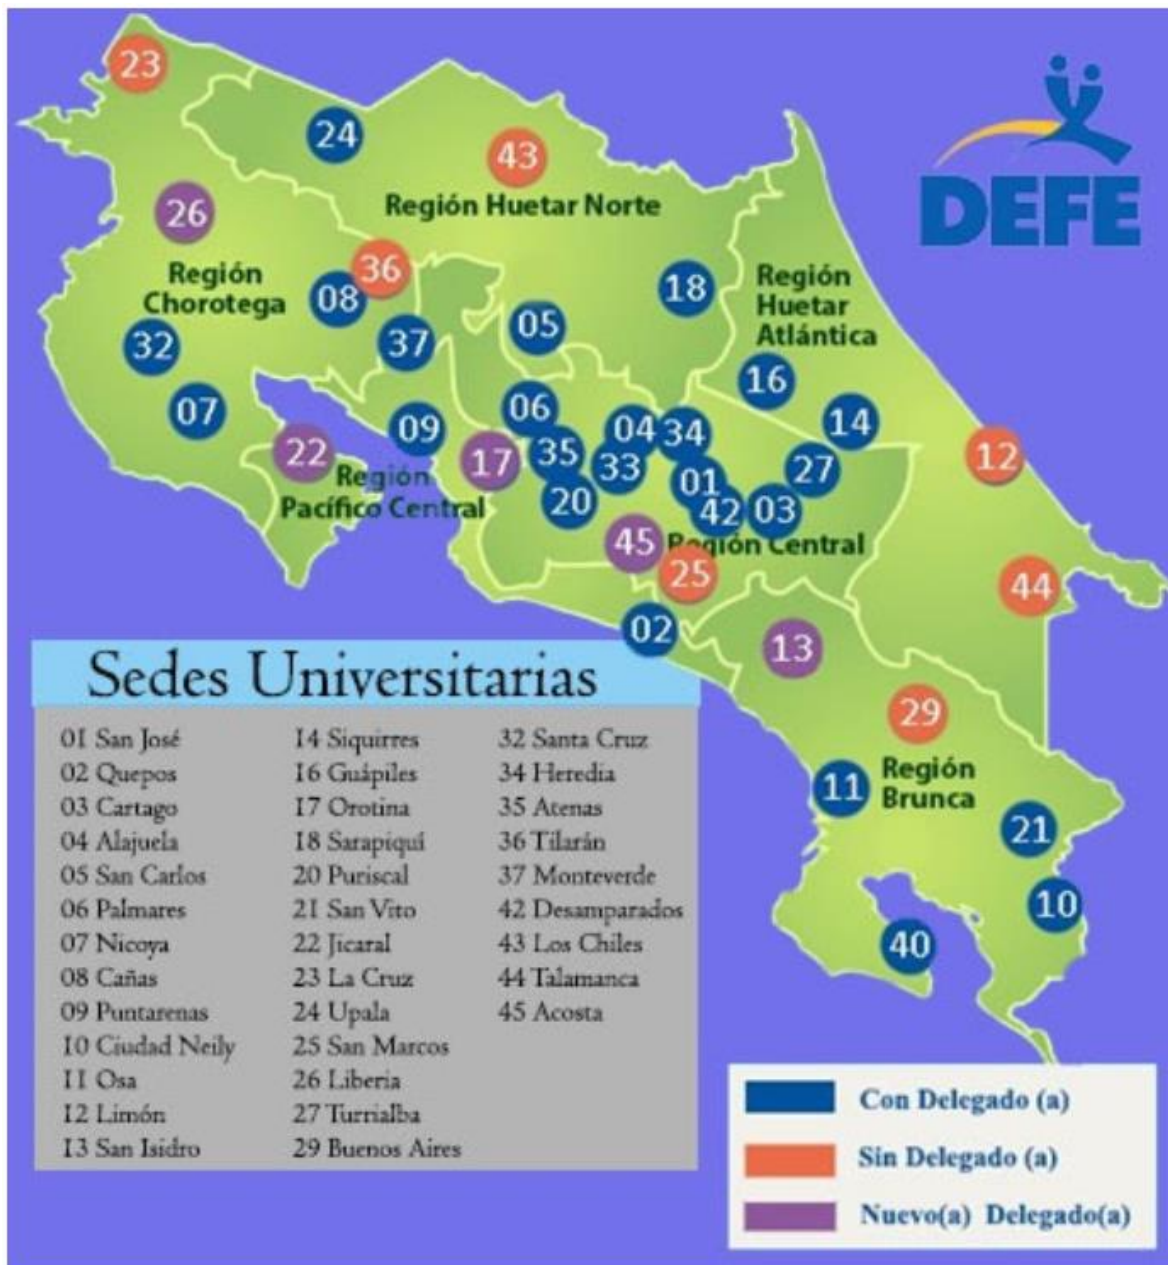 23
24
43
DEFE
26
Región Huetar Norte
36
Región
Chorotega
08
18
Región
Huetar
Atlántica
32
37
05
16
07
06
09
04
34
14
22
17
35
33
27
12
Región
Pacífico Central
20
01
42
03
45
Región Central
25
44
02
13
29
Región
Brunca
11
21
10
40
Sedes Universitarias
01 San José
02 Quepos
03 Cartago
04 Alajuela
05 San Carlos
06 Palmares
07 Nicoya
08 Cañas
09 Puntarenas
10 Ciudad Neily
11 Osa
12 Limón
13 San Isidro
14 Siquirres
16 Guápiles
17 Orotina
18 Sarapiquí
20 Puriscal
21 San Vito
22 Jicaral
23 La Cruz
24 Upala
25 San Marcos
26 Liberia
27 Turrialba
29 Buenos Aires
32 Santa Cruz
34 Heredia
35 Atenas
36 Tilarán
37 Monteverde
42 Desamparados
43 Los Chiles
44 Talamanca
45 Acosta
Con Delegado (a)
Sin Delegado (a)
Nuevo(a) Delegado(a)